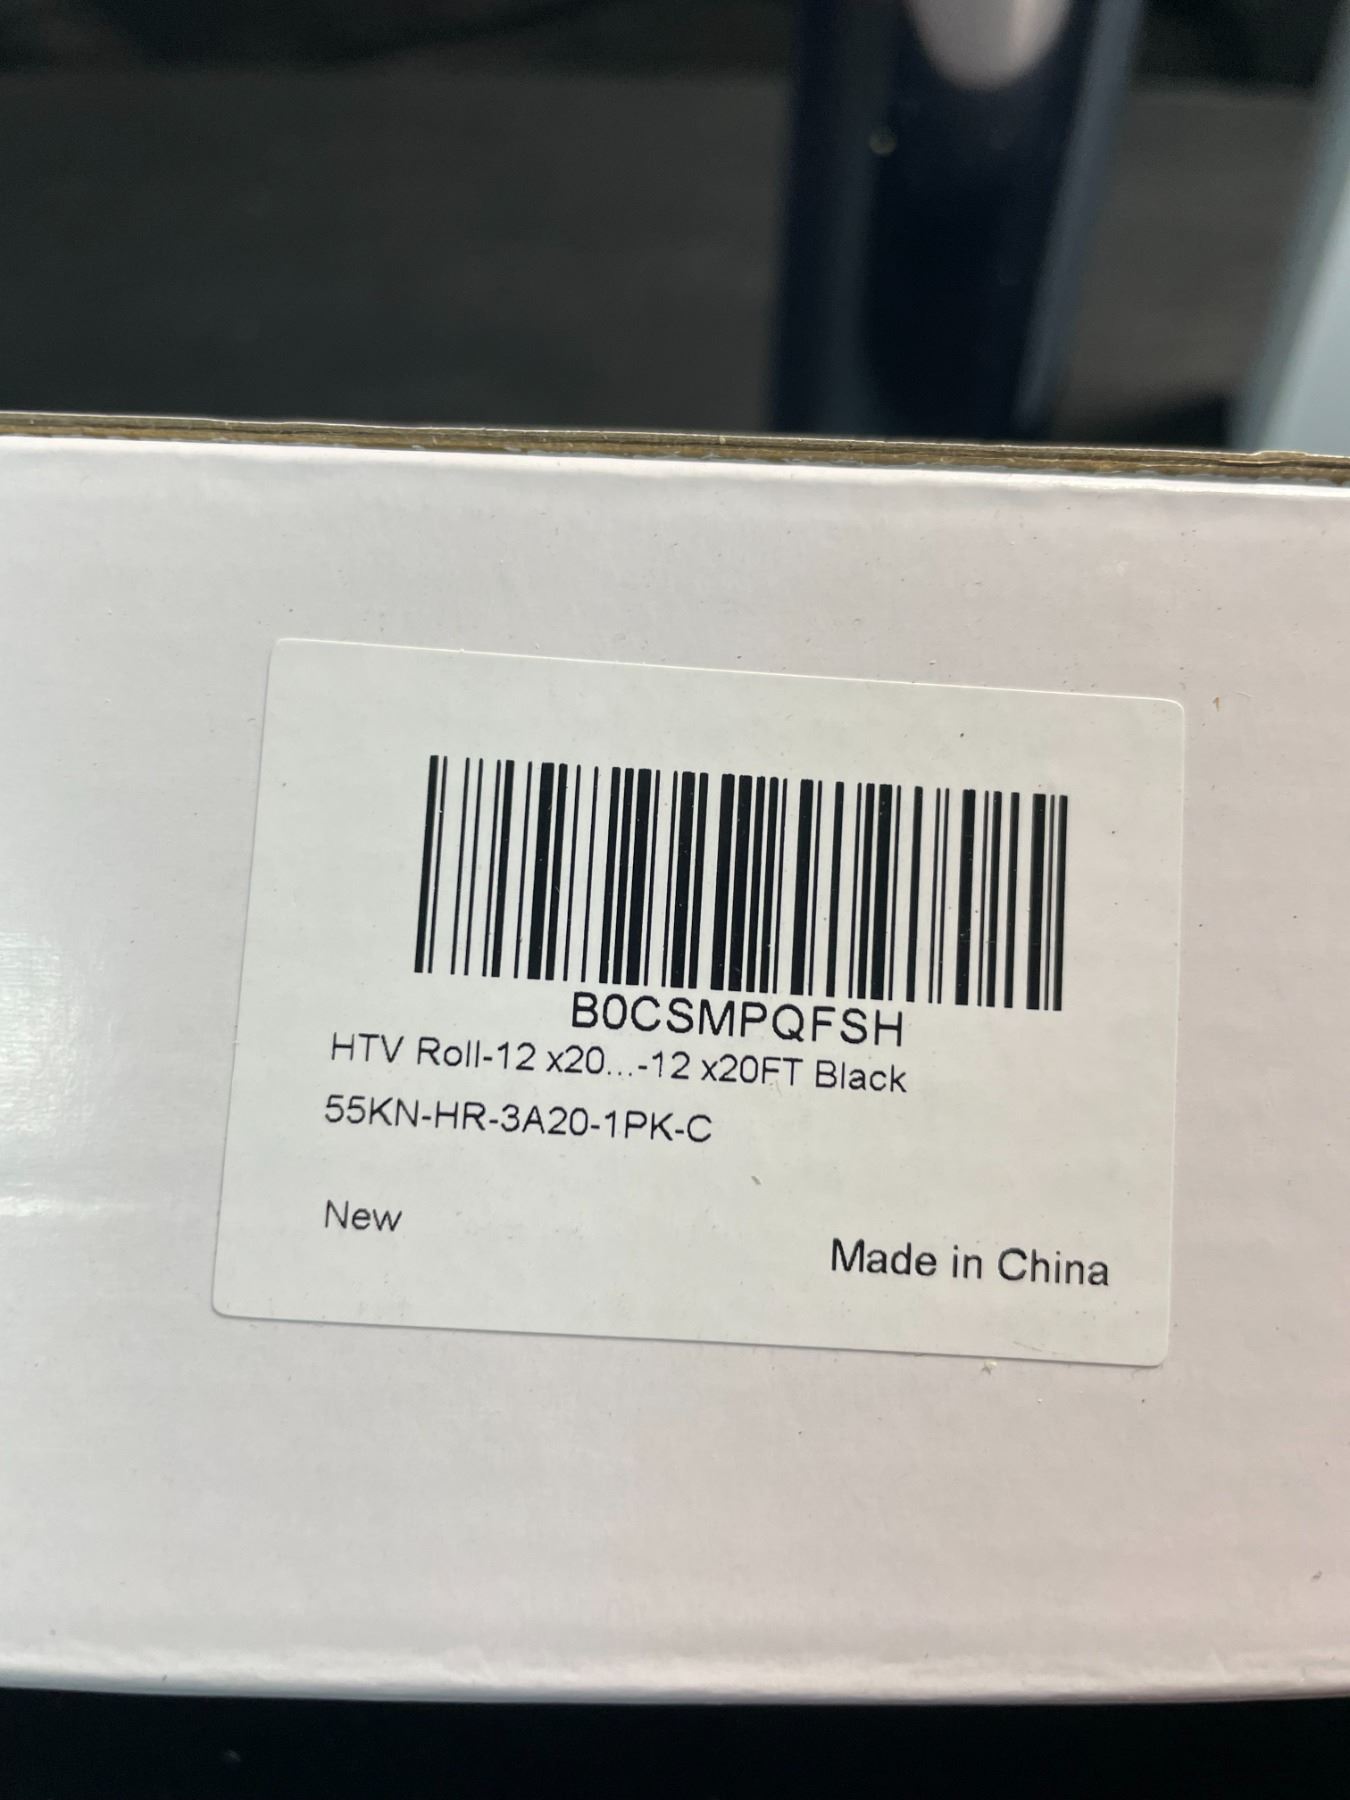 B0CSMPQFSH
HTV Roll-12 x20...-12 x20FT Black
55KN-HR-3A20-1PK-C
New
Made in China